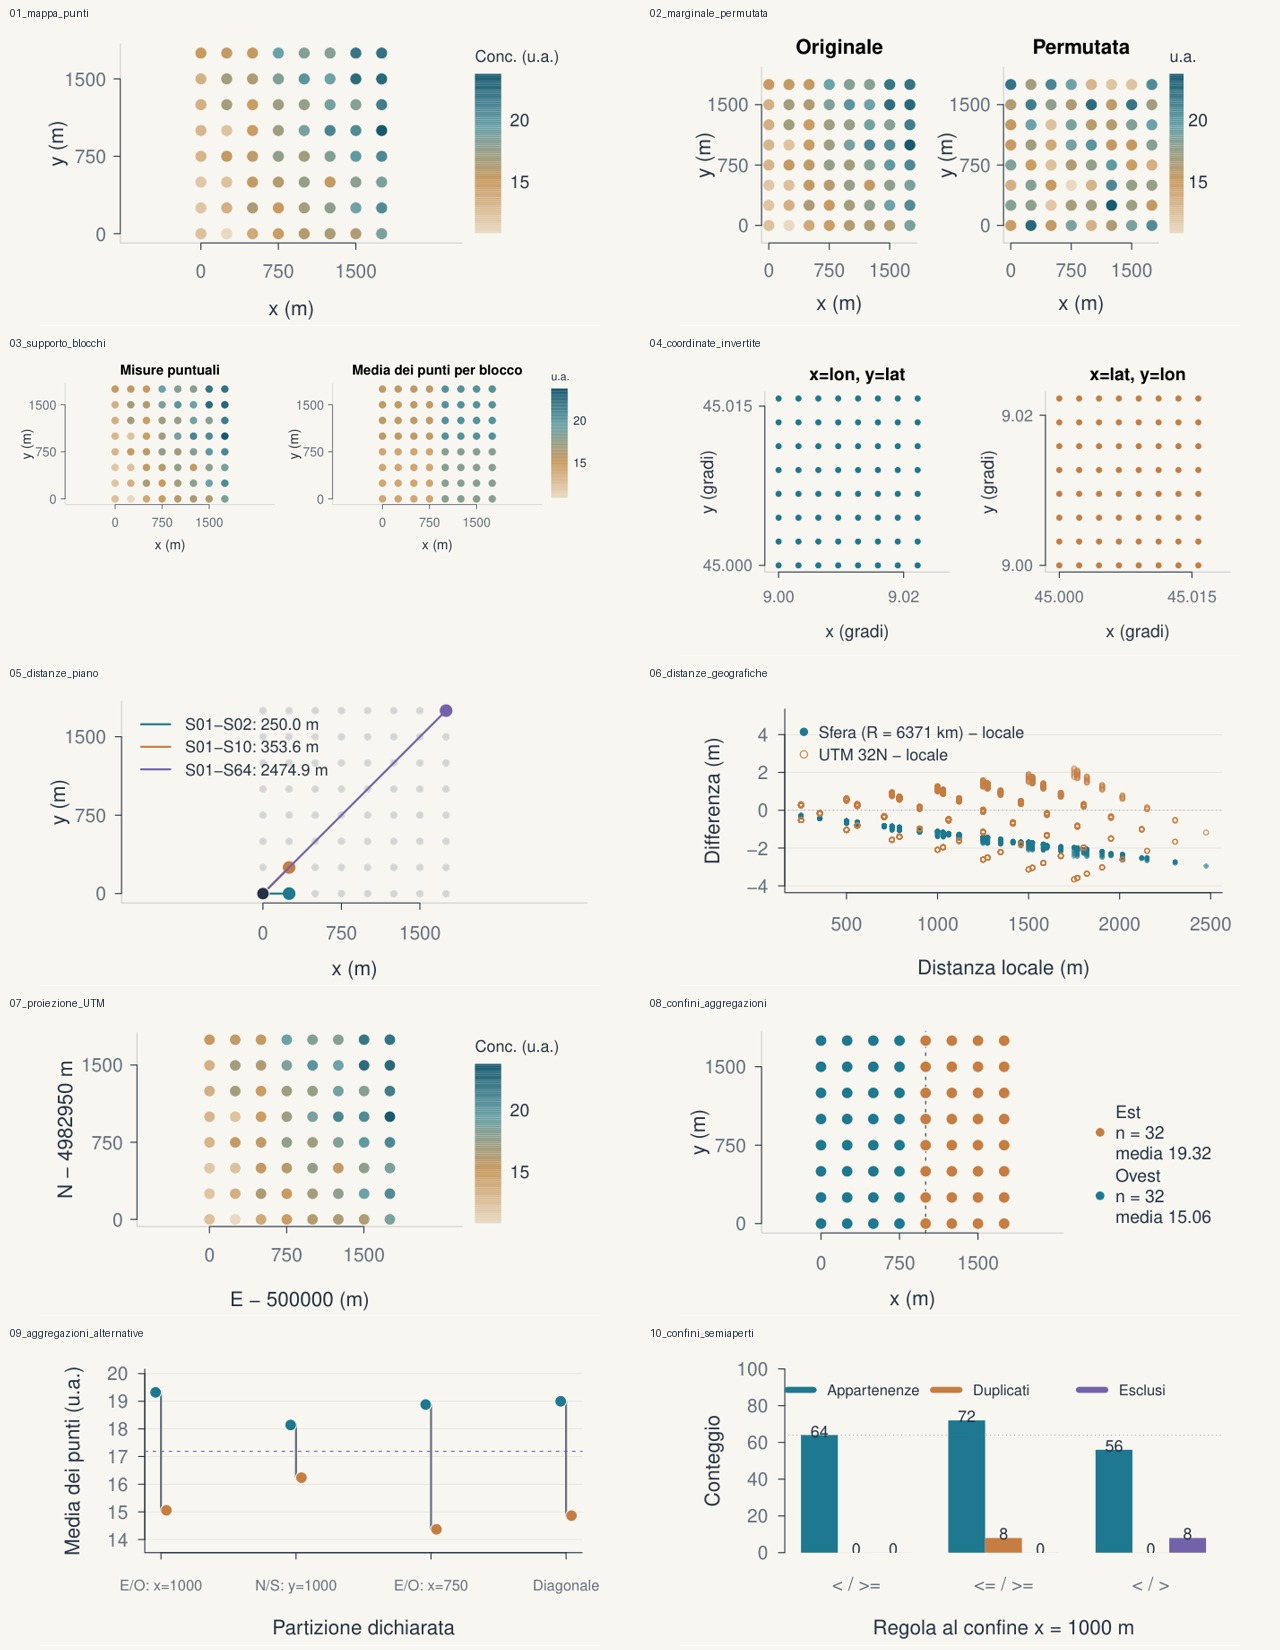 01_mappa_punti
Conc. (u.a.)
1500
750
0
y (m)
20
15
0 750 1500
x (m)
02_marginale_permutata
Originale Permutata
u.a.
1500
750
0
y (m)
1500
750
0
y (m)
20
15
0 750 1500
0 750 1500
x (m)
x (m)
03_supporto_blocchi
Misure puntuali Media dei punti per blocco
u.a.
1500
750
0
y (m)
1500
750
0
y (m)
20
15
0 750 1500
0 750 1500
x (m)
x (m)
04_coordinate_invertite
x=lon, y=lat x=lat, y=lon
45.015
45.000
y (gradi)
9.02
9.00
y (gradi)
9.00 9.02
45.000 45.015
x (gradi)
x (gradi)
05_distanze_piano
S01−S02: 250.0 m
S01−S10: 353.6 m
S01−S64: 2474.9 m
1500
750
0
y (m)
0 750 1500
x (m)
06_distanze_geografiche
Sfera (R = 6371 km) − locale
UTM 32N − locale
4
2
0
−2
−4
Differenza (m)
500 1000 1500 2000 2500
Distanza locale (m)
07_proiezione_UTM
Conc. (u.a.)
1500
750
0
N − 4982950 m
20
15
0 750 1500
E − 500000 (m)
08_confini_aggregazioni
1500
750
0
y (m)
Est
n = 32
media 19.32
Ovest
n = 32
media 15.06
0 750 1500
x (m)
09_aggregazioni_alternative
20
19
18
17
16
15
14
Media dei punti (u.a.)
E/O: x=1000 N/S: y=1000 E/O: x=750 Diagonale
Partizione dichiarata
10_confini_semiaperti
Appartenenze Duplicati Esclusi
100
80
60
40
20
0
Conteggio
64 0 0
72 8 0
56 0 8
< / >= <= / >= < / >
Regola al confine x = 1000 m